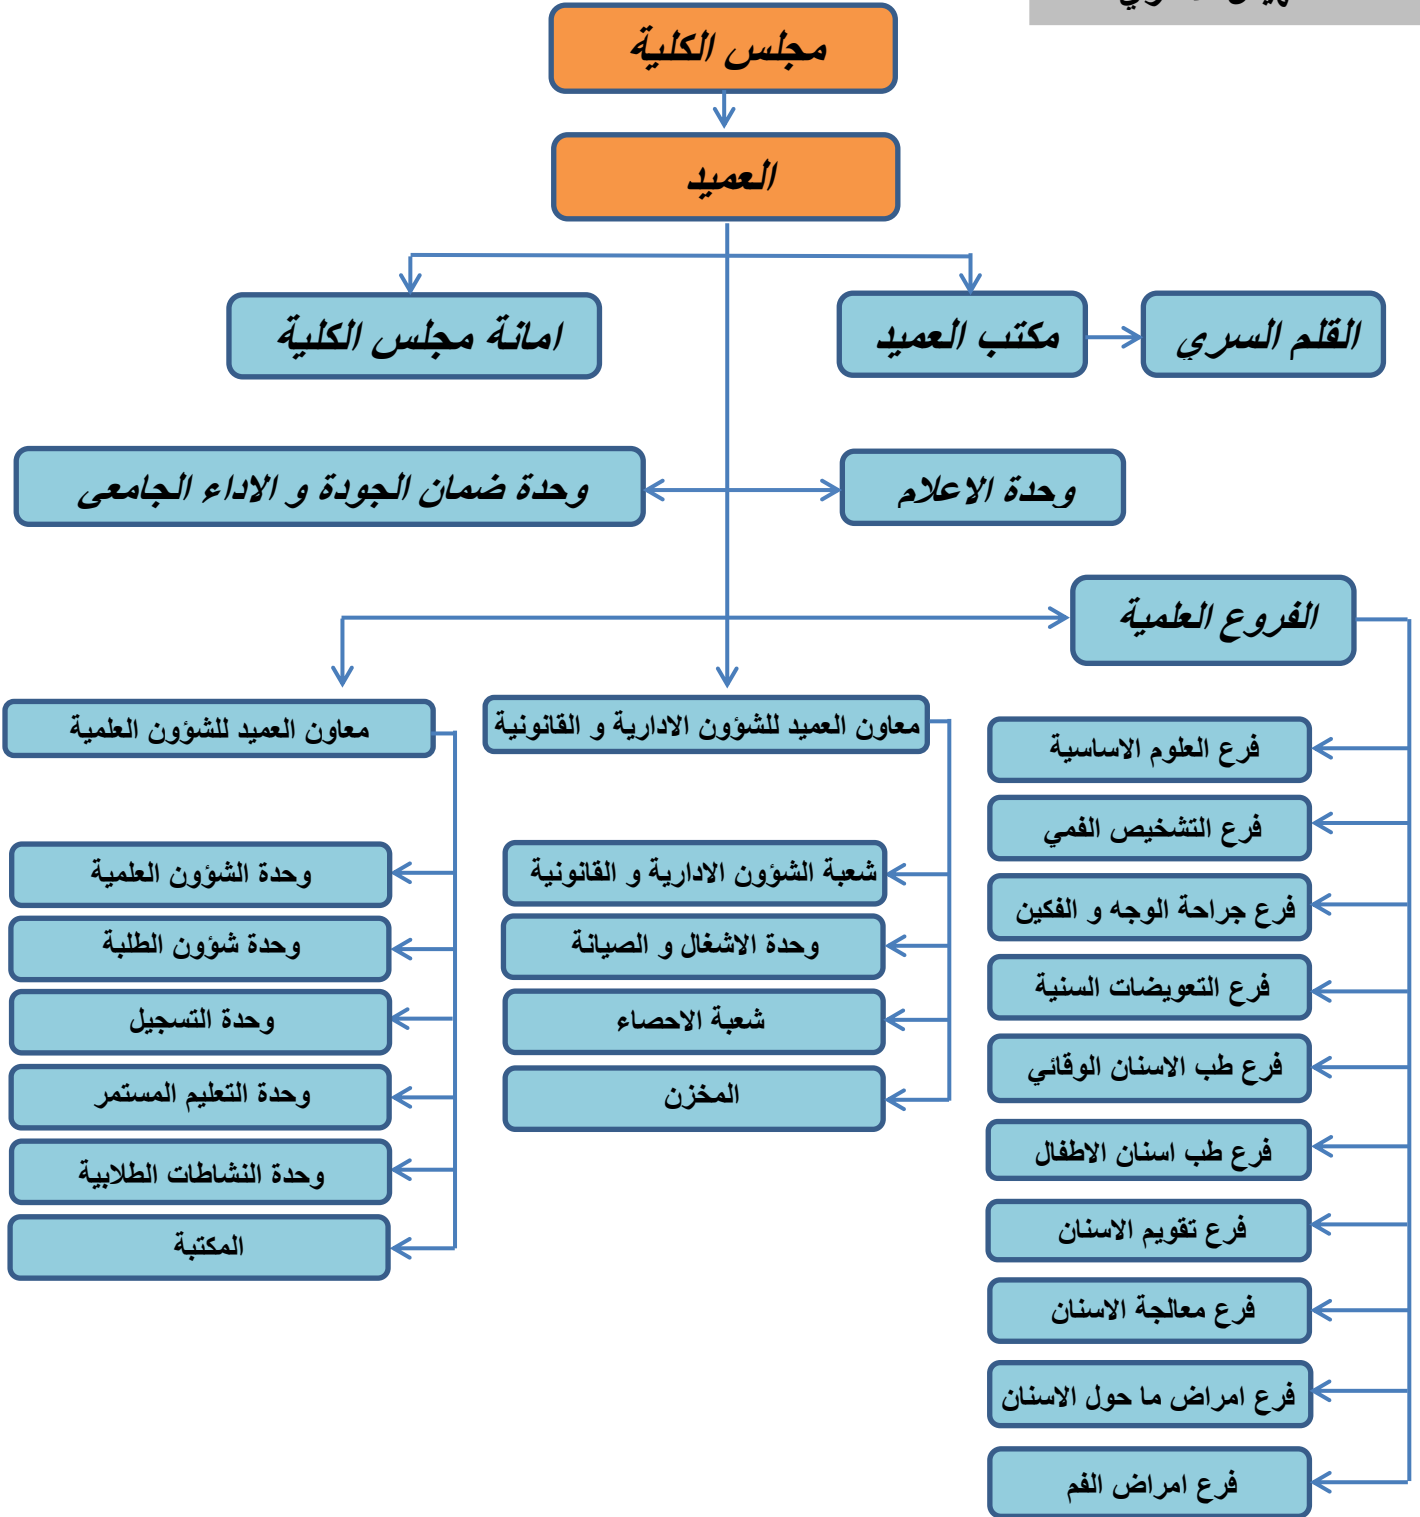 مجلس الكلية
العميد
القلم السري
مكتب العميد
امانة مجلس الكلية
وحدة الاعلام
وحدة ضمان الجودة و الاداء الجامعى
الفروع العلمية
معاون العميد للشؤون الادارية و القانونية
معاون العميد للشؤون العلمية
فرع العلوم الاساسية
فرع التشخيص الفمي
فرع جراحة الوجه و الفكين
فرع التعويضات السنية
فرع طب الاسنان الوقائي
فرع طب اسنان الاطفال
فرع تقويم الاسنان
فرع معالجة الاسنان
فرع امراض ما حول الاسنان
فرع امراض الفم
شعبة الشؤون الادارية و القانونية
وحدة الاشغال و الصيانة
شعبة الاحصاء
المخزن
وحدة الشؤون العلمية
وحدة شؤون الطلبة
وحدة التسجيل
وحدة التعليم المستمر
وحدة النشاطات الطلابية
المكتبة